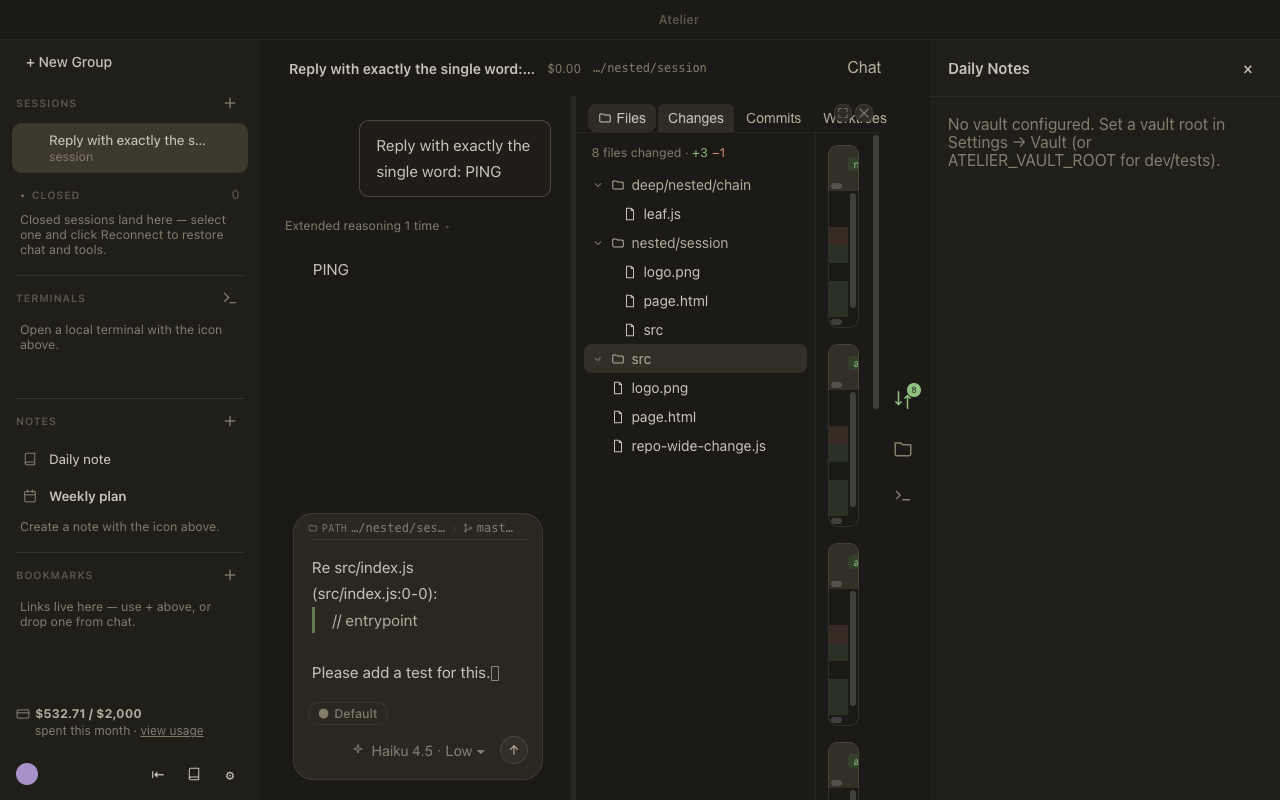 Atelier
+ New Group
SESSIONS
Reply with exactly the s...
session
CLOSED 0
Closed sessions land here — select
one and click Reconnect to restore
chat and tools.
TERMINALS
Open a local terminal with the icon
above.
NOTES
Daily note
Weekly plan
Create a note with the icon above.
BOOKMARKS
Links live here — use + above, or
drop one from chat.
$532.71 / $2,000
spent this month · view usage
Reply with exactly the single word:... $0.00 …/nested/session
Chat
Reply with exactly the
single word: PING
Extended reasoning 1 time
PING
PATH …/nested/ses… › mast…
Re src/index.js
(src/index.js:0-0):
// entrypoint
Please add a test for this.
Default
Haiku 4.5 · Low
Files Changes Commits
8 files changed · +3 −1
deep/nested/chain
leaf.js
nested/session
logo.png
page.html
src
src
logo.png
page.html
repo-wide-change.js
8
Daily Notes
No vault configured. Set a vault root in
Settings → Vault (or
ATELIER_VAULT_ROOT for dev/tests).